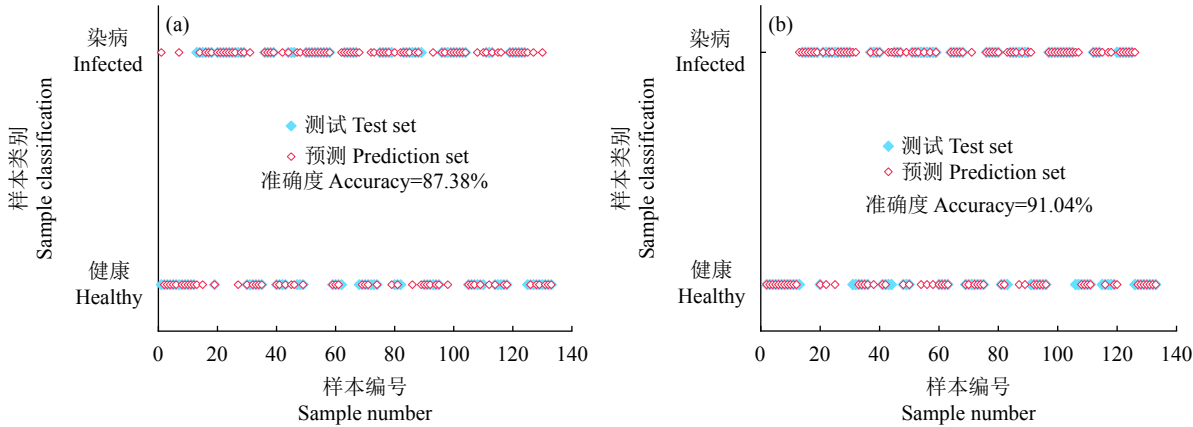 (a)
染病
Infected
测试 Test set
预测 Prediction set
准确度 Accuracy=87.38%
样本类别
Sample classification
健康
Healthy
0 20 40 60 80 100 120 140
样本编号
Sample number
(b)
染病
Infected
测试 Test set
预测 Prediction set
准确度 Accuracy=91.04%
样本类别
Sample classification
健康
Healthy
0 20 40 60 80 100 120 140
样本编号
Sample number